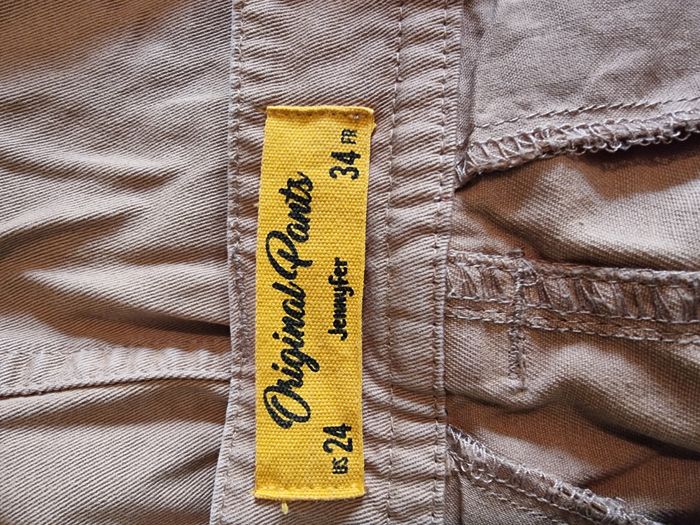 Original Pants
Jennyfer
US 24
34 FR